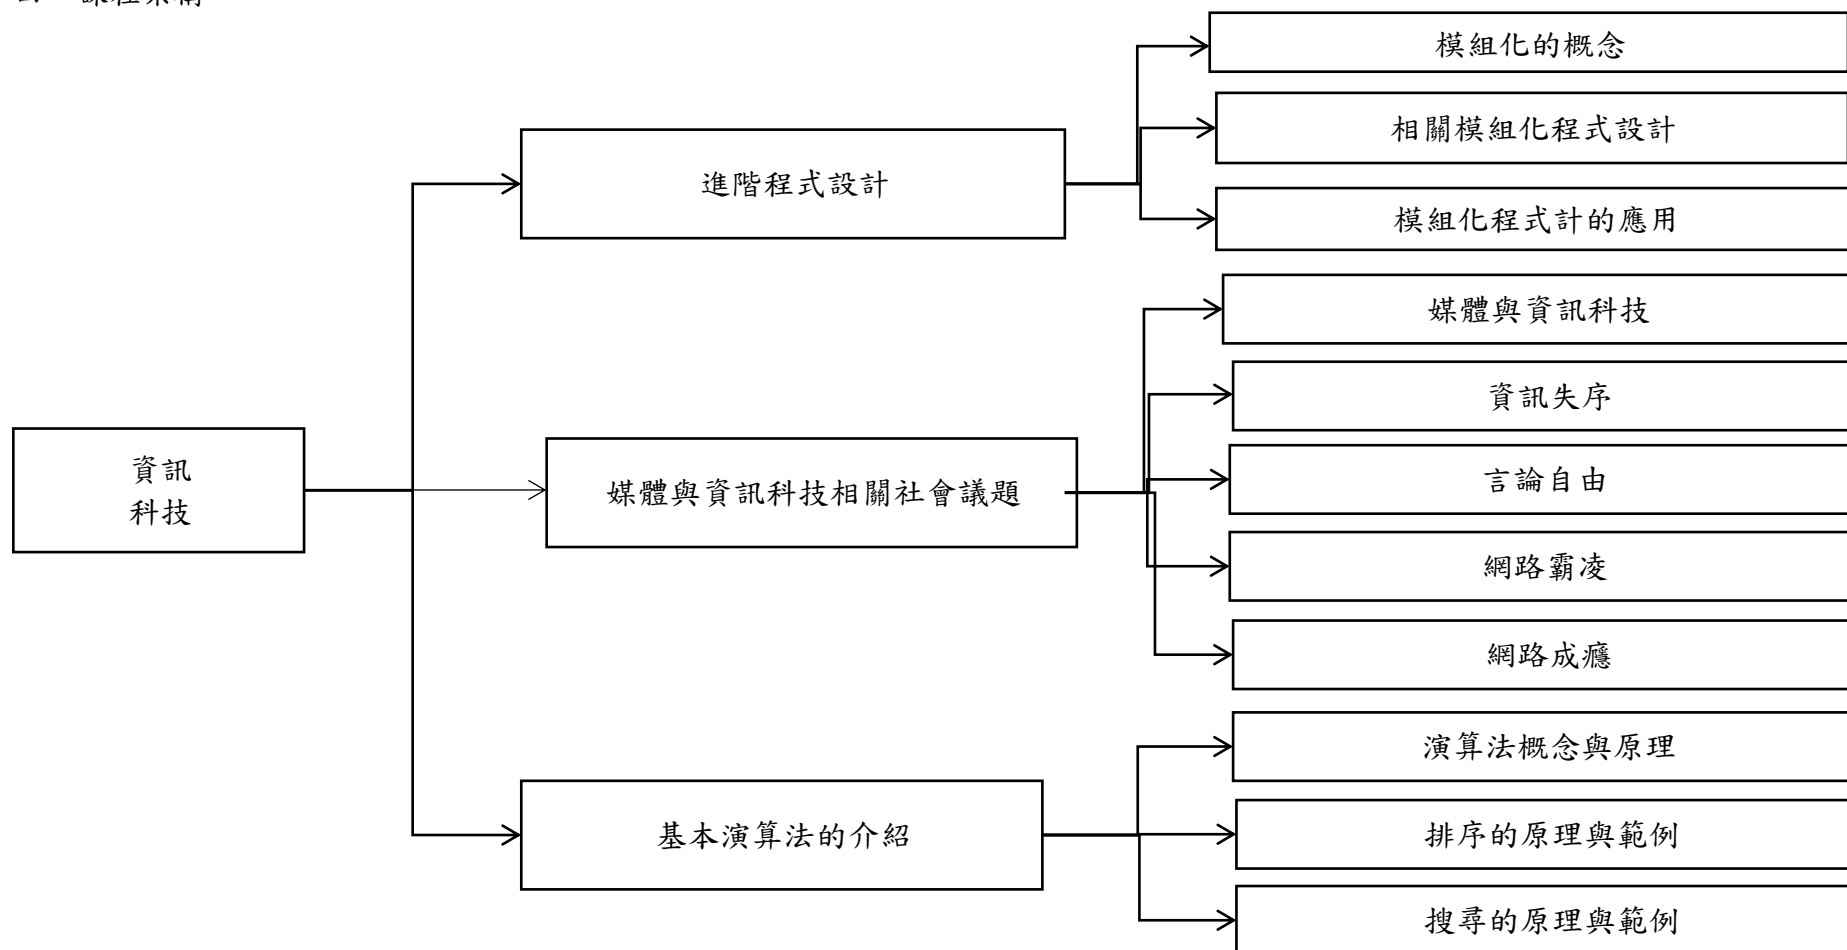 課程架構
資訊
科技
進階程式設計
模組化的概念
相關模組化程式設計
模組化程式計的應用
媒體與資訊科技相關社會議題
媒體與資訊科技
資訊失序
言論自由
網路霸凌
網路成癮
基本演算法的介紹
演算法概念與原理
排序的原理與範例
搜尋的原理與範例